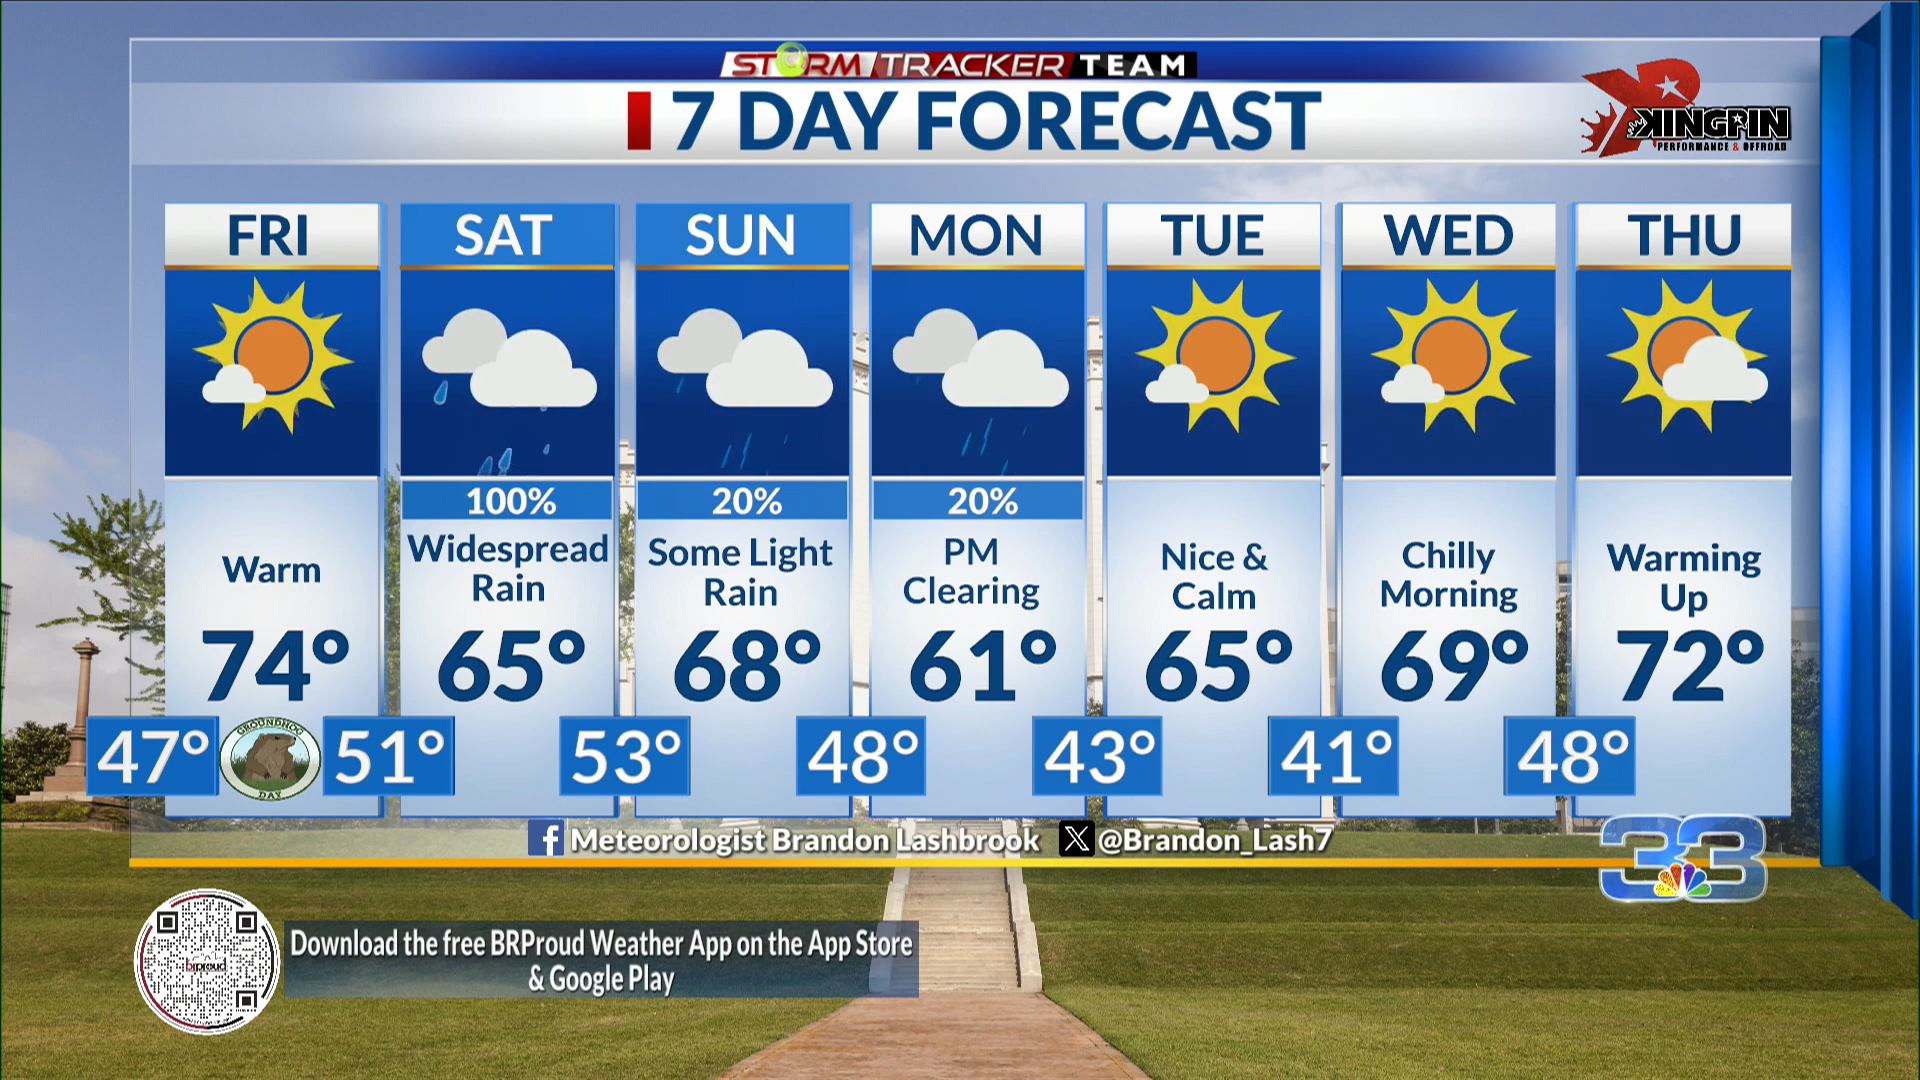 STORM TRACKER TEAM
7 DAY FORECAST
KINGPIN
PERFORMANCE & OFFROAD
FRI
SAT
SUN
MON
TUE
WED
THU
100%
20%
20%
Warm
Widespread
Rain
Some Light
Rain
PM
Clearing
Nice &
Calm
Chilly
Morning
Warming
Up
74°
65°
68°
61°
65°
69°
72°
47°
GROUNDHOG
DAY
51°
53°
48°
43°
41°
48°
Meteorologist Brandon Lashbrook
@Brandon_Lash7
33
brproud
Download the free BRProud Weather App on the App Store
& Google Play